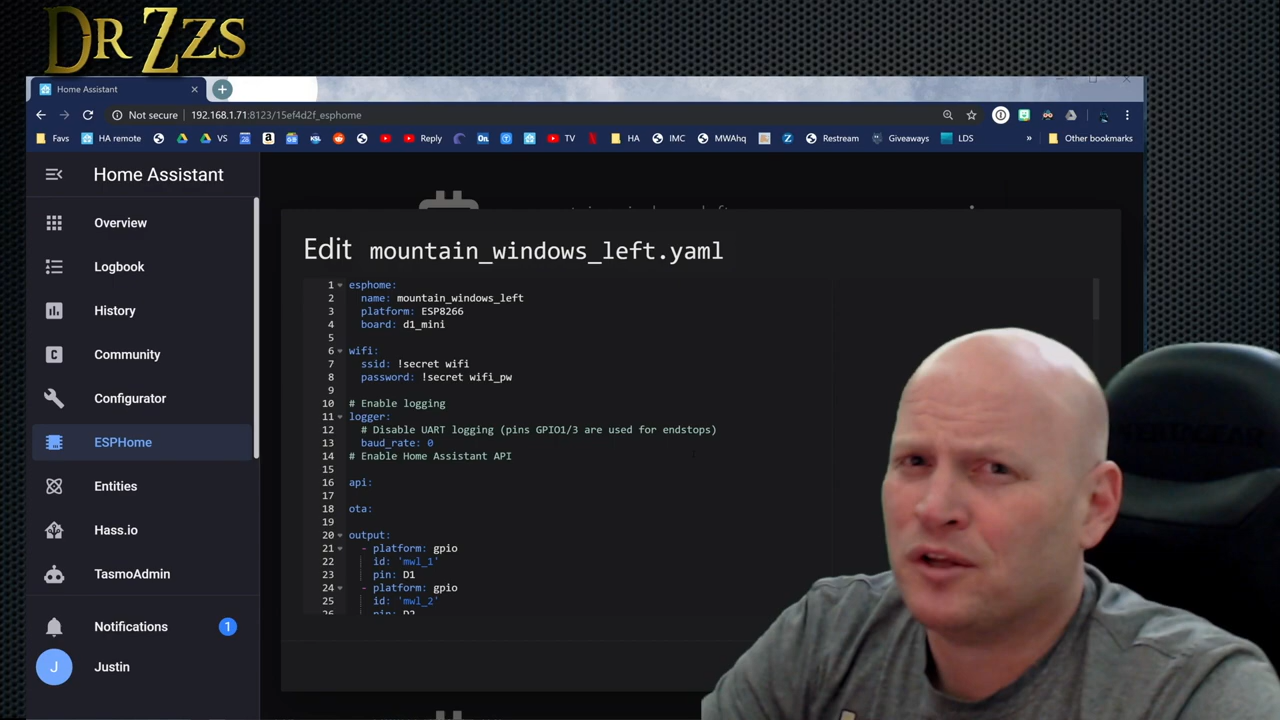 DR ZZS
Home Assistant
Not secure 192.168.1.71:8123/15ef4d2f_esphome
Favs HA remote VS Reply TV HA IMC MWAhq Restream Giveaways LDS » Other bookmarks
Home Assistant
Overview
Logbook
History
Community
Configurator
ESPHome
Entities
Hass.io
TasmoAdmin
Notifications 1
J Justin
Edit mountain_windows_left.yaml
1 esphome:
2 name: mountain_windows_left
3 platform: ESP8266
4 board: d1_mini
5
6 wifi:
7 ssid: !secret wifi
8 password: !secret wifi_pw
9
10 # Enable logging
11 logger:
12 # Disable UART logging (pins GPIO1/3 are used for endstops)
13 baud_rate: 0
14 # Enable Home Assistant API
15
16 api:
17
18 ota:
19
20 output:
21 - platform: gpio
22 id: 'mwl_1'
23 pin: D1
24 - platform: gpio
25 id: 'mwl_2'
26 pin: D2